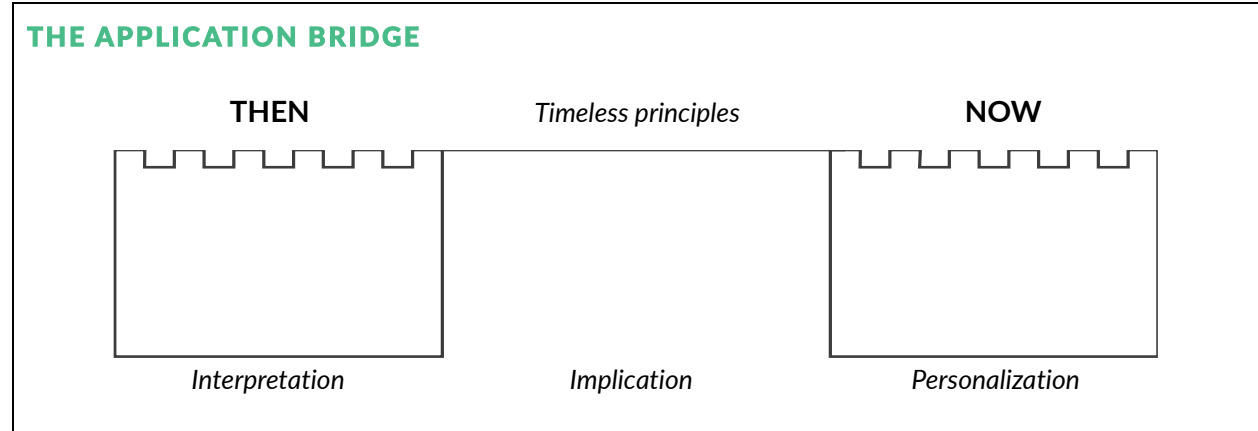 THE APPLICATION BRIDGE
THEN Timeless principles NOW
Interpretation Implication Personalization